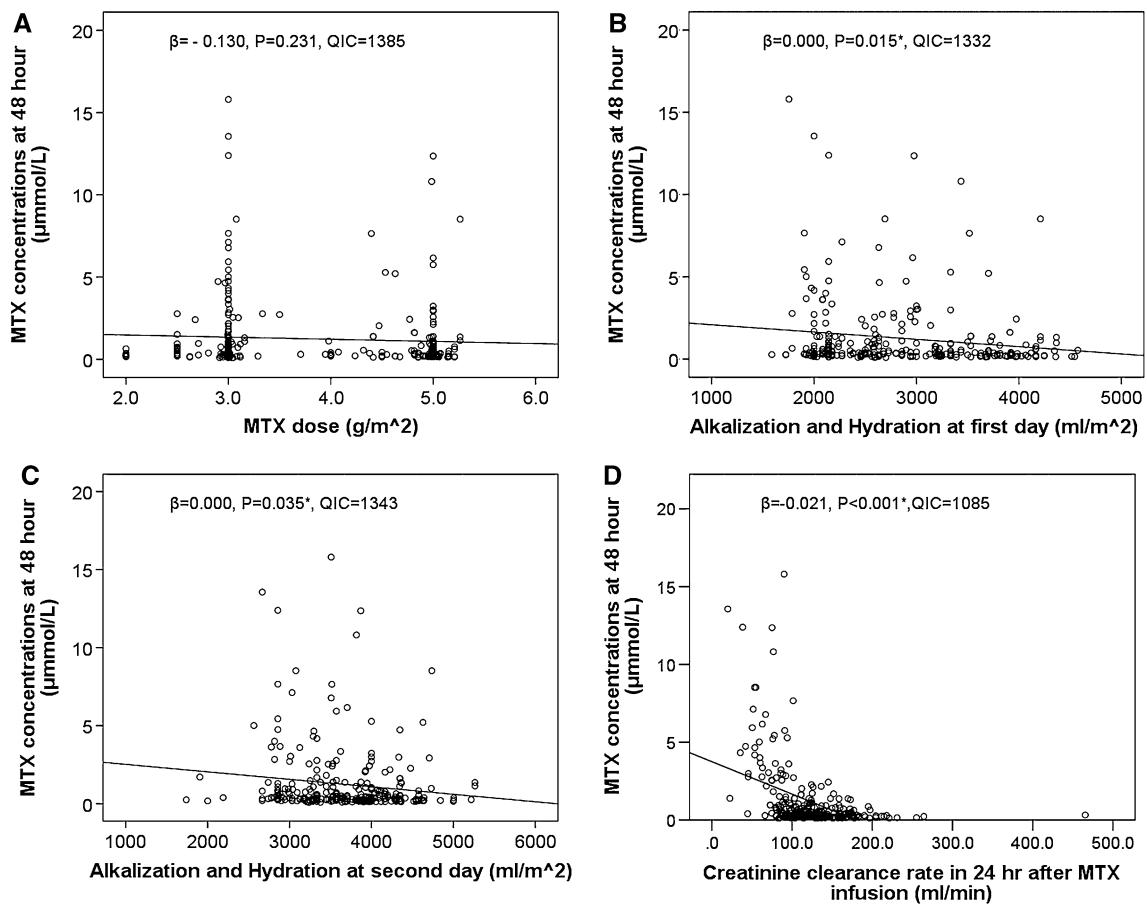 A
β= - 0.130, P=0.231, QIC=1385
MTX concentrations at 48 hour
(μmmol/L)
20
15
10
5
0
2.0 3.0 4.0 5.0 6.0
MTX dose (g/m^2)
B
β=0.000, P=0.015*, QIC=1332
MTX concentrations at 48 hour
(μmmol/L)
20
15
10
5
0
1000 2000 3000 4000 5000
Alkalization and Hydration at first day (ml/m^2)
C
β=0.000, P=0.035*, QIC=1343
MTX concentrations at 48 hour
(μmmol/L)
20
15
10
5
0
1000 2000 3000 4000 5000 6000
Alkalization and Hydration at second day (ml/m^2)
D
β=-0.021, P<0.001*,QIC=1085
MTX concentrations at 48 hour
(μmmol/L)
20
15
10
5
0
.0 100.0 200.0 300.0 400.0 500.0
Creatinine clearance rate in 24 hr after MTX
infusion (ml/min)